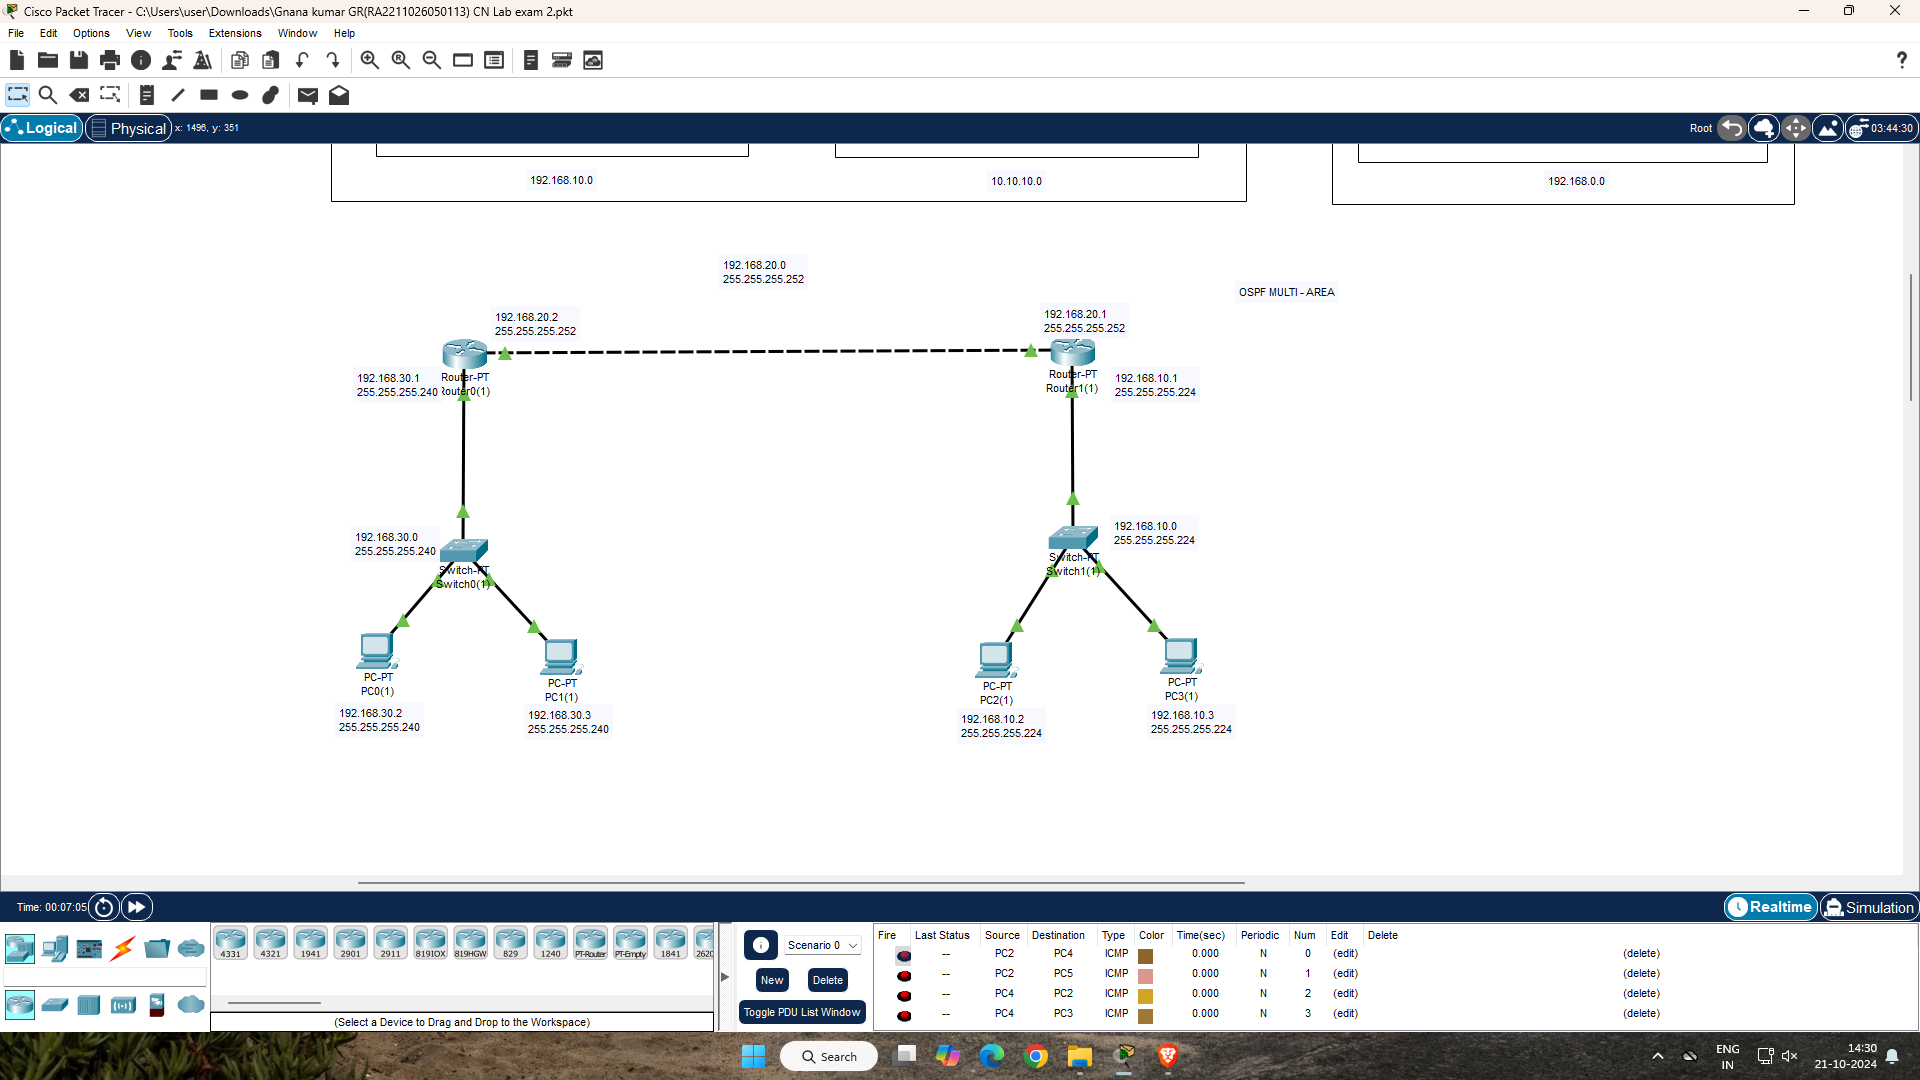 Cisco Packet Tracer - C:\Users\user\Downloads\Gnana kumar GR(RA2211026050113) CN Lab exam 2.pkt
File Edit Options View Tools Extensions Window Help
Logical Physical x: 1496, y: 351
Root 03:44:30
192.168.10.0
10.10.10.0
192.168.0.0
192.168.20.0
255.255.255.252
OSPF MULTI - AREA
192.168.20.2
255.255.255.252
192.168.20.1
255.255.255.252
192.168.30.1
255.255.255.240
Router-PT
Router0(1)
Router-PT
Router1(1)
192.168.10.1
255.255.255.224
192.168.30.0
255.255.255.240
Switch-PT
Switch0(1)
192.168.10.0
255.255.255.224
Switch-PT
Switch1(1)
PC-PT
PC0(1)
192.168.30.2
255.255.255.240
PC-PT
PC1(1)
192.168.30.3
255.255.255.240
PC-PT
PC2(1)
192.168.10.2
255.255.255.224
PC-PT
PC3(1)
192.168.10.3
255.255.255.224
Time: 00:07:05
Realtime Simulation
4331 4321 1941 2901 2911 819IOX 819HGW 829 1240 PT-Router PT-Empty 1841 2620
(Select a Device to Drag and Drop to the Workspace)
Scenario 0
New Delete
Toggle PDU List Window
Fire Last Status Source Destination Type Color Time(sec) Periodic Num Edit Delete
-- PC2 PC4 ICMP 0.000 N 0 (edit) (delete)
-- PC2 PC5 ICMP 0.000 N 1 (edit) (delete)
-- PC4 PC2 ICMP 0.000 N 2 (edit) (delete)
-- PC4 PC3 ICMP 0.000 N 3 (edit) (delete)
Search
ENG
IN
14:30
21-10-2024